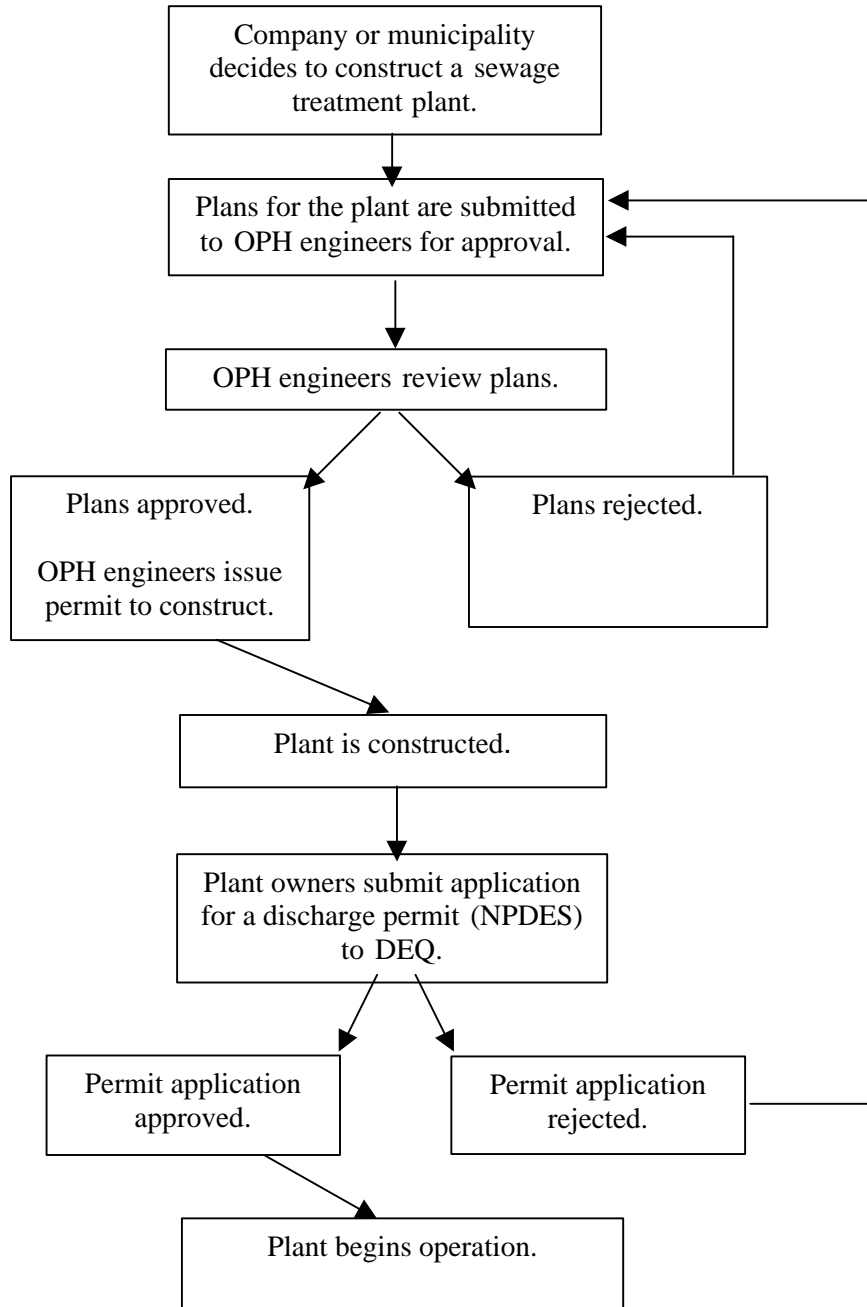 Company or municipality
decides to construct a sewage
treatment plant.
Plans for the plant are submitted
to OPH engineers for approval.
OPH engineers review plans.
Plans approved.
OPH engineers issue
permit to construct.
Plans rejected.
Plant is constructed.
Plant owners submit application
for a discharge permit (NPDES)
to DEQ.
Permit application
approved.
Permit application
rejected.
Plant begins operation.